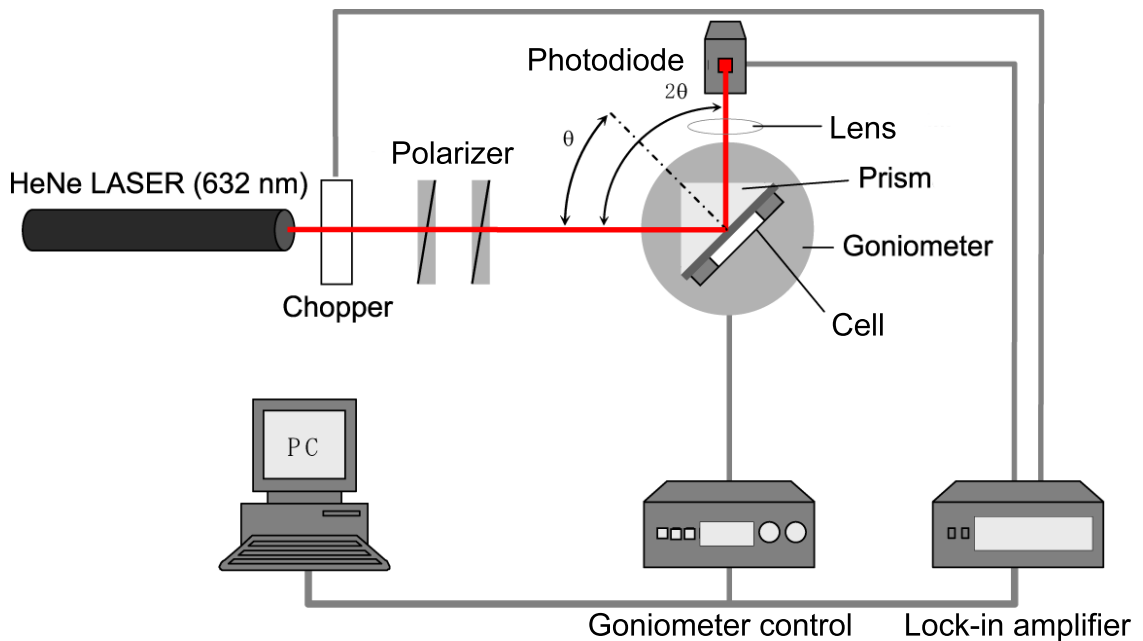 Photodiode
2θ
θ
Lens
Polarizer
HeNe LASER (632 nm)
Prism
Goniometer
Chopper
Cell
PC
Goniometer control
Lock-in amplifier